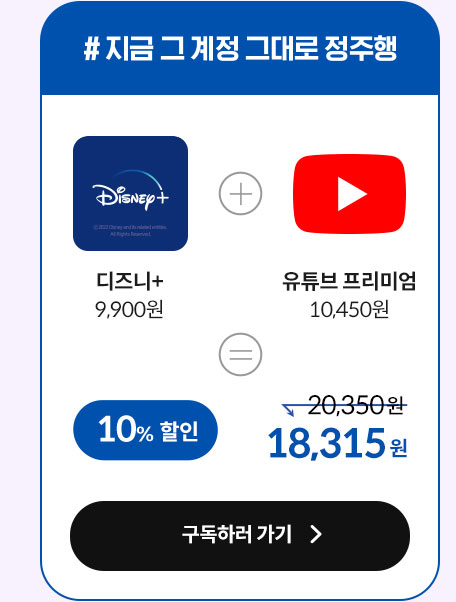 # 지금 그 계정 그대로 정주행
Disney+
© 2021 Disney and its related entities.
All Rights Reserved.
디즈니+
9,900원
유튜브 프리미엄
10,450원
20,350원
10% 할인
18,315원
구독하러 가기